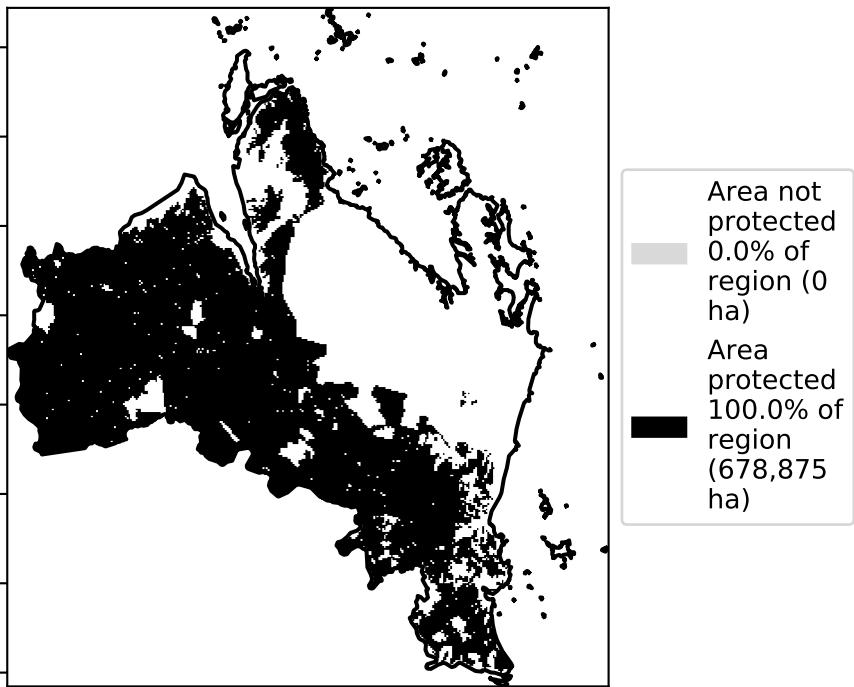 Area not
protected
0.0% of
region (0
ha)
Area
protected
100.0% of
region
(678,875
ha)